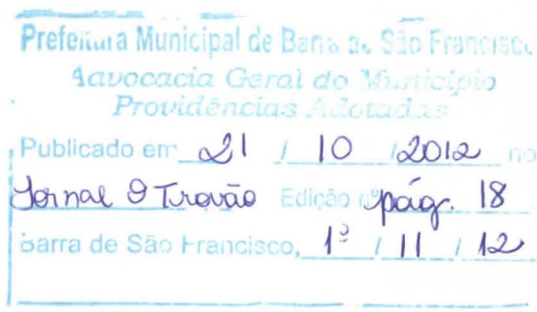 Prefeitura Municipal de Barra de São Francisco
Advocacia Geral do Município
Providências Adotadas
Publicado em 21 / 10 / 2012 no
Jornal O Trovão Edição nº pág. 18
Barra de São Francisco, 1º / 11 / 12